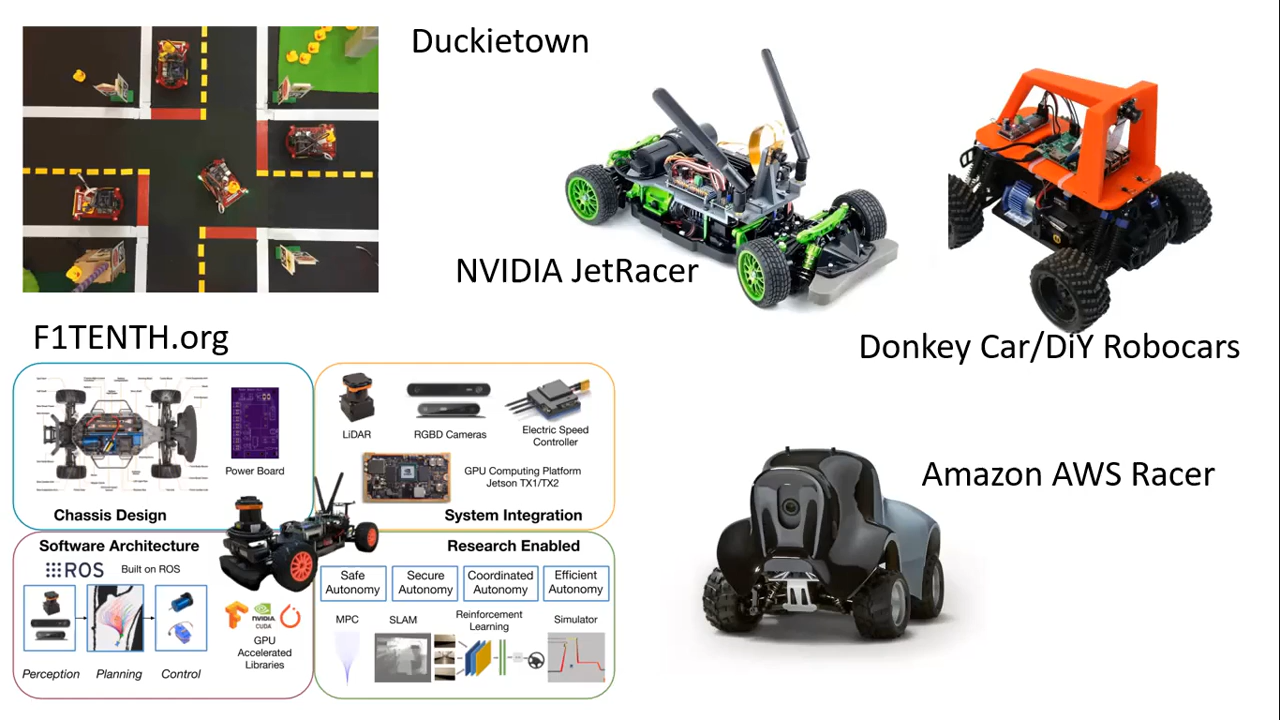 Duckietown
NVIDIA JetRacer
Donkey Car/DiY Robocars
F1TENTH.org
Amazon AWS Racer
Power Board
Chassis Design
LiDAR
RGBD Cameras
Electric Speed
Controller
GPU Computing Platform
Jetson TX1/TX2
System Integration
Software Architecture
ROS
Built on ROS
NVIDIA
CUDA
GPU
Accelerated
Libraries
Perception
Planning
Control
Research Enabled
Safe
Autonomy
Secure
Autonomy
Coordinated
Autonomy
Efficient
Autonomy
MPC
SLAM
Reinforcement
Learning
Simulator